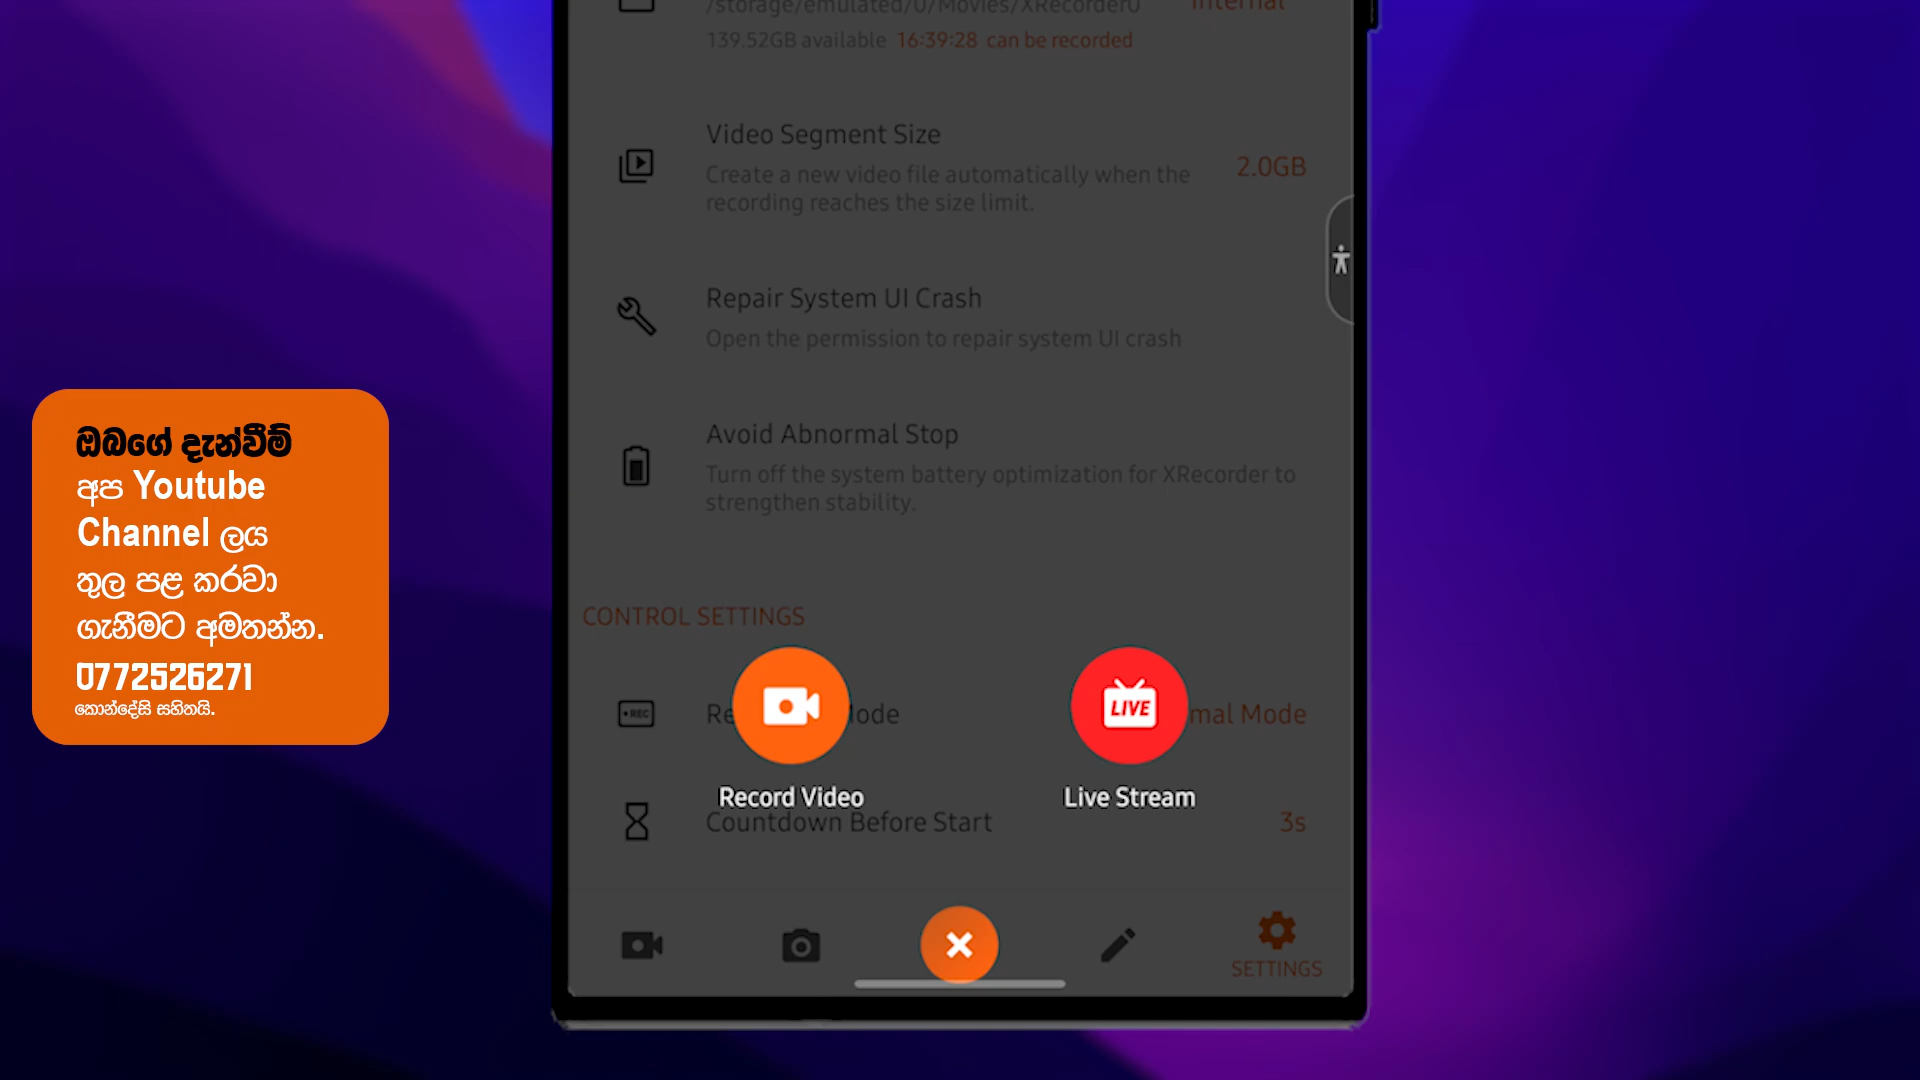 /storage/emulated/0/Movies/XRecorder0
Internal
139.52GB available 16:39:28 can be recorded
Video Segment Size
Create a new video file automatically when the
recording reaches the size limit.
2.0GB
Repair System UI Crash
Open the permission to repair system UI crash
Avoid Abnormal Stop
Turn off the system battery optimization for XRecorder to
strengthen stability.
CONTROL SETTINGS
•REC
Re
ode
LIVE
mal Mode
Record Video
Live Stream
Countdown Before Start
3s
SETTINGS
ඔබගේ දැන්වීම්
අප Youtube
Channel ලය
තුල පළ කරවා
ගැනීමට අමතන්න.
0772526271
කොන්දේසි සහිතයි.